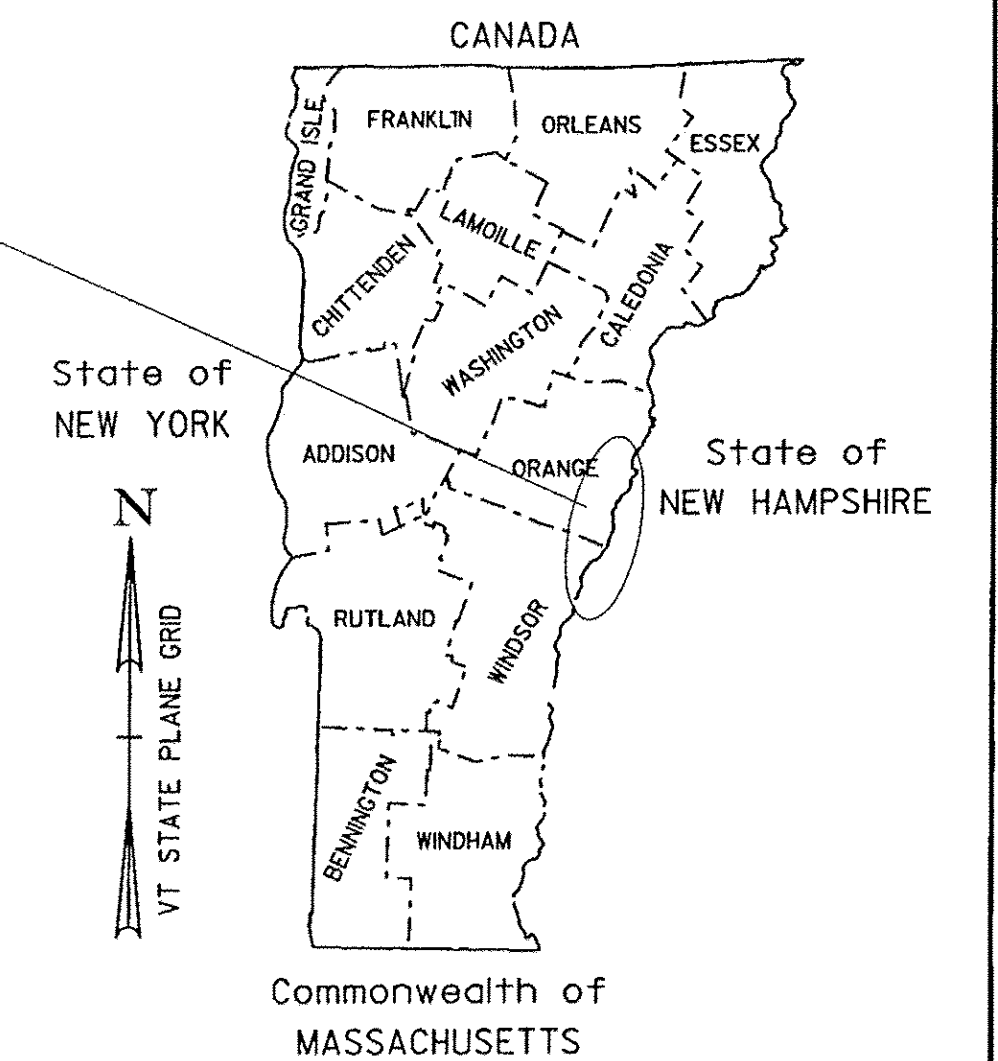 CANADA
GRAND ISLE
FRANKLIN
ORLEANS
ESSEX
LAMOILLE
CHITTENDEN
CALEDONIA
WASHINGTON
State of
NEW YORK
ADDISON
ORANGE
State of
NEW HAMPSHIRE
N
VT STATE PLANE GRID
RUTLAND
WINDSOR
BENNINGTON
WINDHAM
Commonwealth of
MASSACHUSETTS